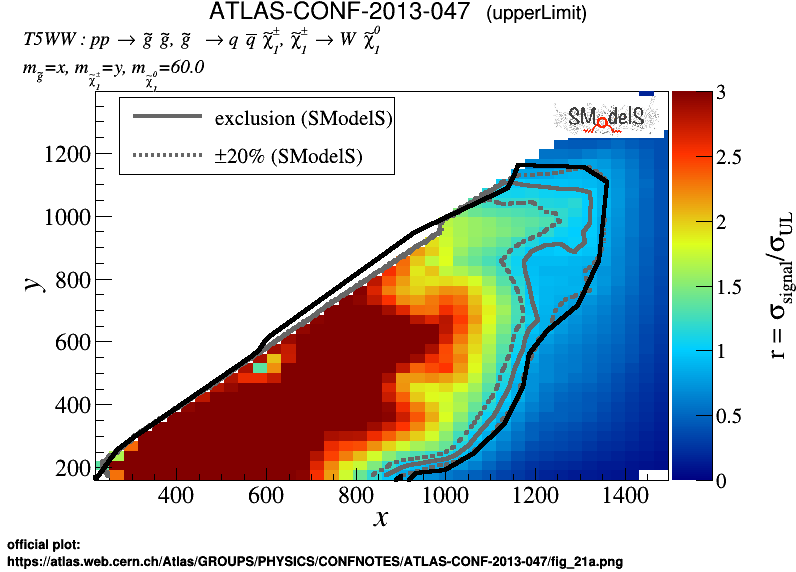 ATLAS-CONF-2013-047 (upperLimit)
T5WW : pp → g̃ g̃, g̃ → q q̄ χ̃₁±, χ̃₁± → W χ̃₁⁰
m_g̃=x, m_χ̃₁±=y, m_χ̃₁⁰=60.0
exclusion (SModelS)
±20% (SModelS)
SModelS
1200
1000
800
600
400
200
y
400 600 800 1000 1200 1400
x
3
2.5
2
1.5
1
0.5
0
r = σ_signal/σ_UL
official plot:
https://atlas.web.cern.ch/Atlas/GROUPS/PHYSICS/CONFNOTES/ATLAS-CONF-2013-047/fig_21a.png